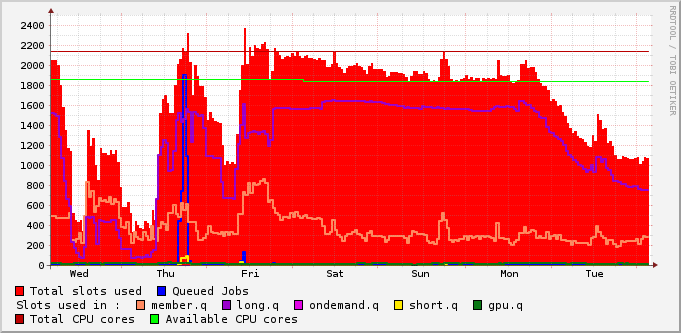 RRDTOOL / TOBI OETIKER
2400
2200
2000
1800
1600
1400
1200
1000
800
600
400
200
0
Wed Thu Fri Sat Sun Mon Tue
Total slots used Queued Jobs
Slots used in : member.q long.q ondemand.q short.q gpu.q
Total CPU cores Available CPU cores